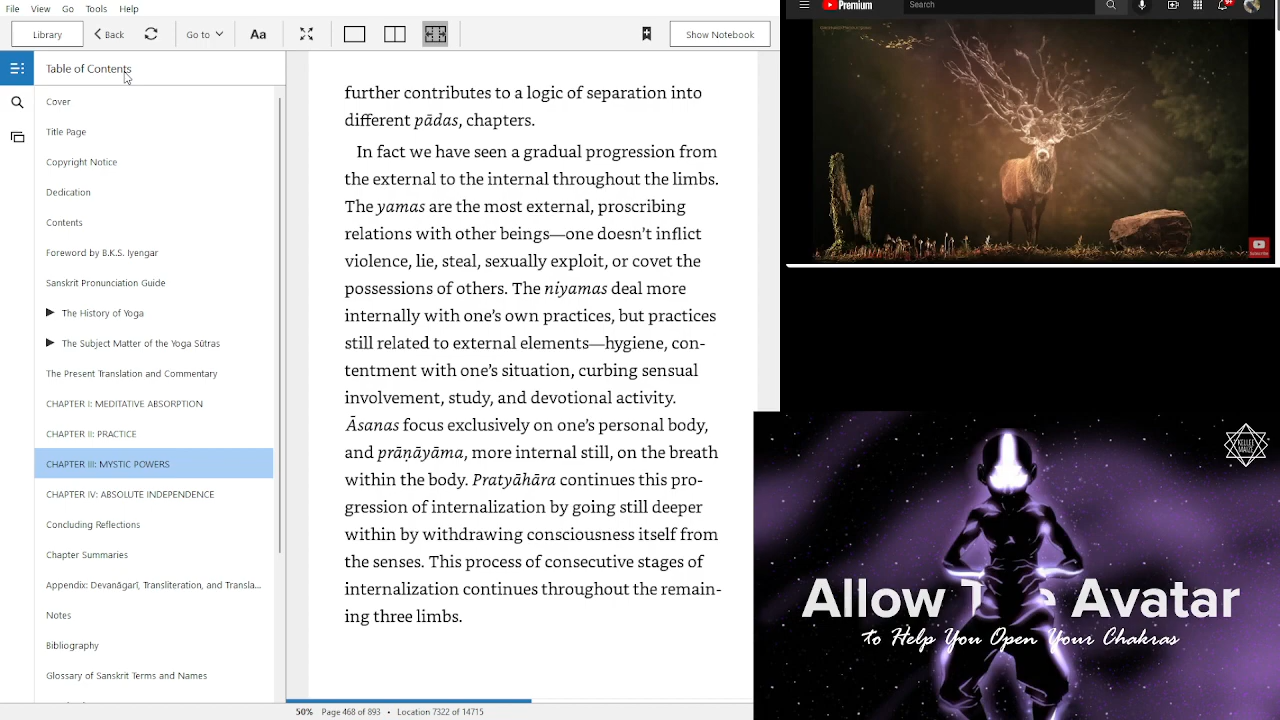 File View Go Tools Help
Library Back Go to Aa Show Notebook
Table of Contents
Cover
Title Page
Copyright Notice
Dedication
Contents
Foreword by B.K.S. Iyengar
Sanskrit Pronunciation Guide
The History of Yoga
The Subject Matter of the Yoga Sūtras
The Present Translation and Commentary
CHAPTER I: MEDITATIVE ABSORPTION
CHAPTER II: PRACTICE
CHAPTER III: MYSTIC POWERS
CHAPTER IV: ABSOLUTE INDEPENDENCE
Concluding Reflections
Chapter Summaries
Appendix: Devanāgarī, Transliteration, and Transla...
Notes
Bibliography
Glossary of Sanskrit Terms and Names
further contributes to a logic of separation into
different pādas, chapters.
In fact we have seen a gradual progression from
the external to the internal throughout the limbs.
The yamas are the most external, proscribing
relations with other beings—one doesn’t inflict
violence, lie, steal, sexually exploit, or covet the
possessions of others. The niyamas deal more
internally with one’s own practices, but practices
still related to external elements—hygiene, con-
tentment with one’s situation, curbing sensual
involvement, study, and devotional activity.
Āsanas focus exclusively on one’s personal body,
and prāṇāyāma, more internal still, on the breath
within the body. Pratyāhāra continues this pro-
gression of internalization by going still deeper
within by withdrawing consciousness itself from
the senses. This process of consecutive stages of
internalization continues throughout the remain-
ing three limbs.
50% Page 468 of 893 • Location 7322 of 14715
Premium Search
9+
Subscribe
Allow T e Avatar
to Help You Open Your Chakras